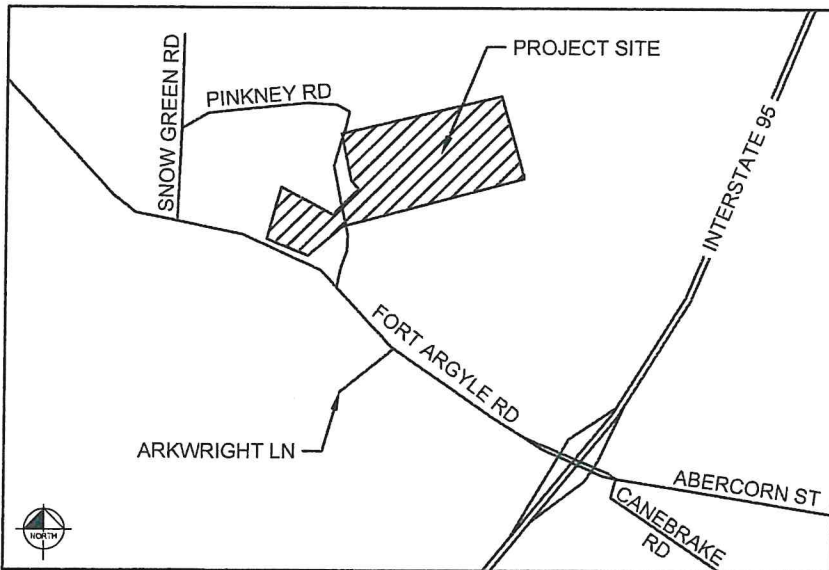 SNOW GREEN RD
PINKNEY RD
PROJECT SITE
INTERSTATE 95
FORT ARGYLE RD
ARKWRIGHT LN
ABERCORN ST
CANEBRAKE
RD
NORTH